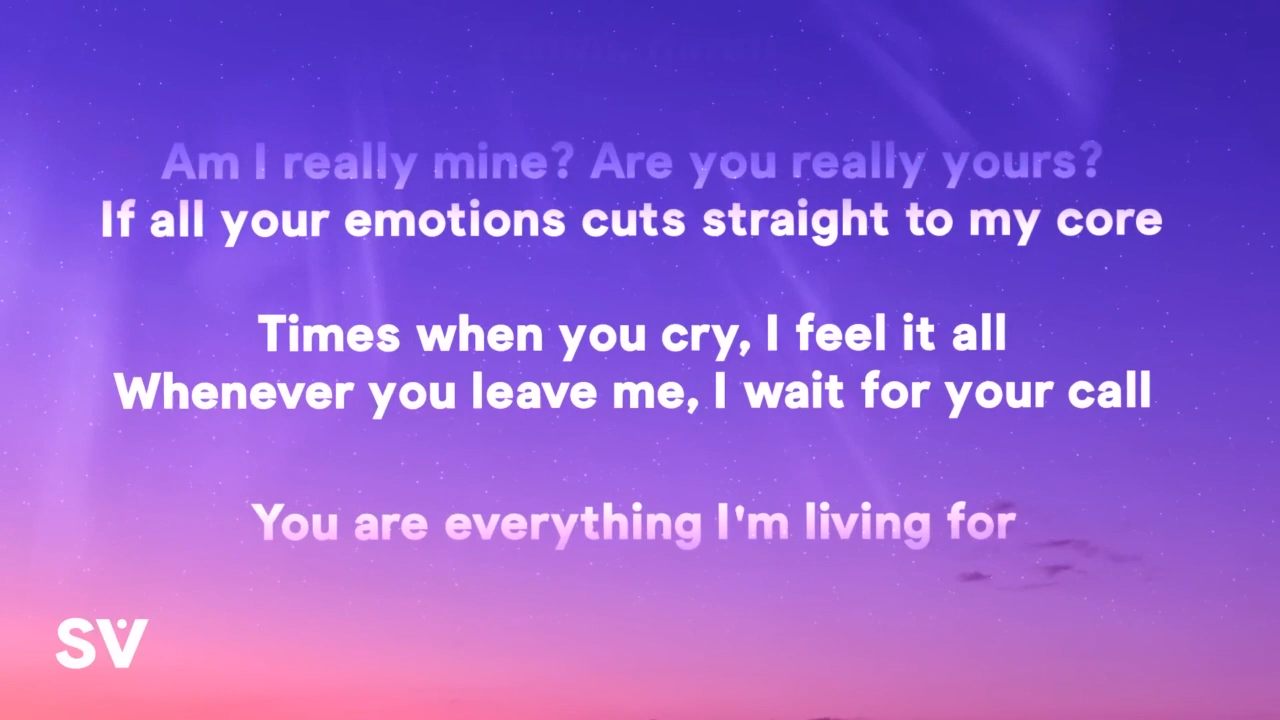 Am I really mine? Are you really yours?
If all your emotions cuts straight to my core
Times when you cry, I feel it all
Whenever you leave me, I wait for your call
You are everything I'm living for
SV